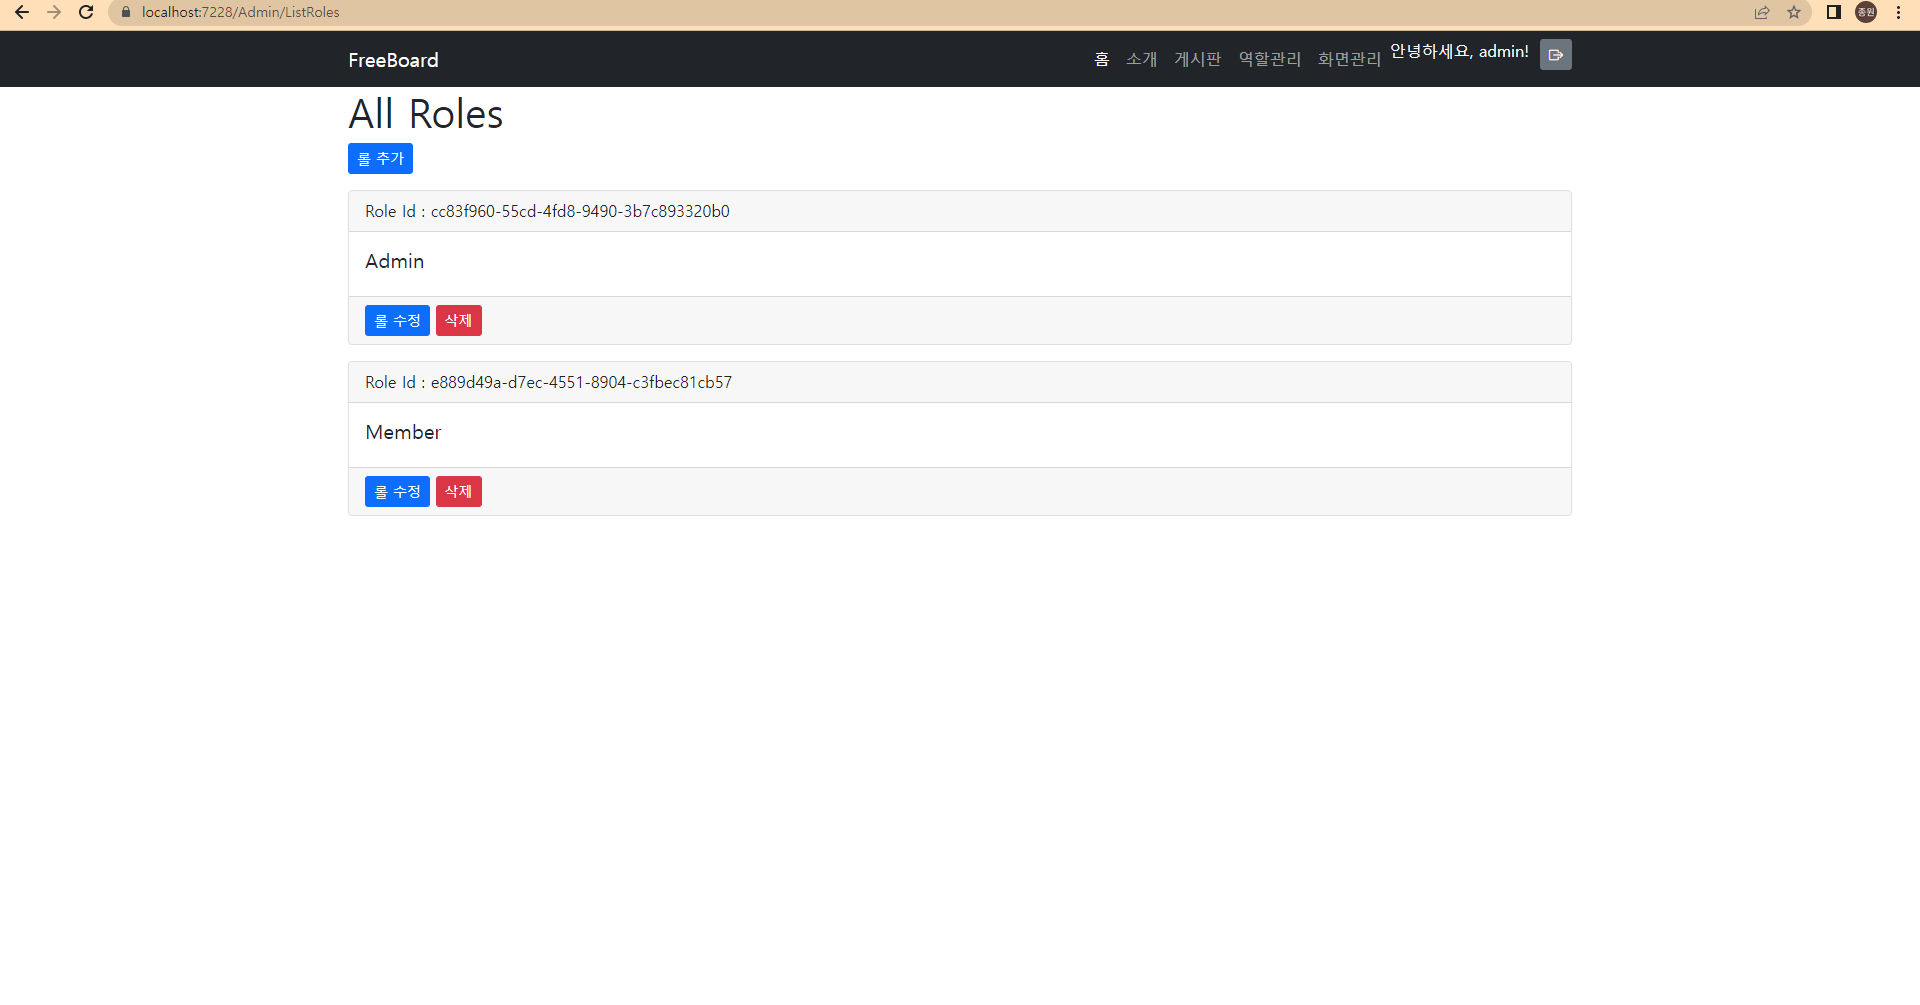 localhost:7228/Admin/ListRoles
종원
FreeBoard
홈 소개 게시판 역할관리 화면관리 안녕하세요, admin!
All Roles
롤 추가
Role Id : cc83f960-55cd-4fd8-9490-3b7c893320b0
Admin
롤 수정 삭제
Role Id : e889d49a-d7ec-4551-8904-c3fbec81cb57
Member
롤 수정 삭제